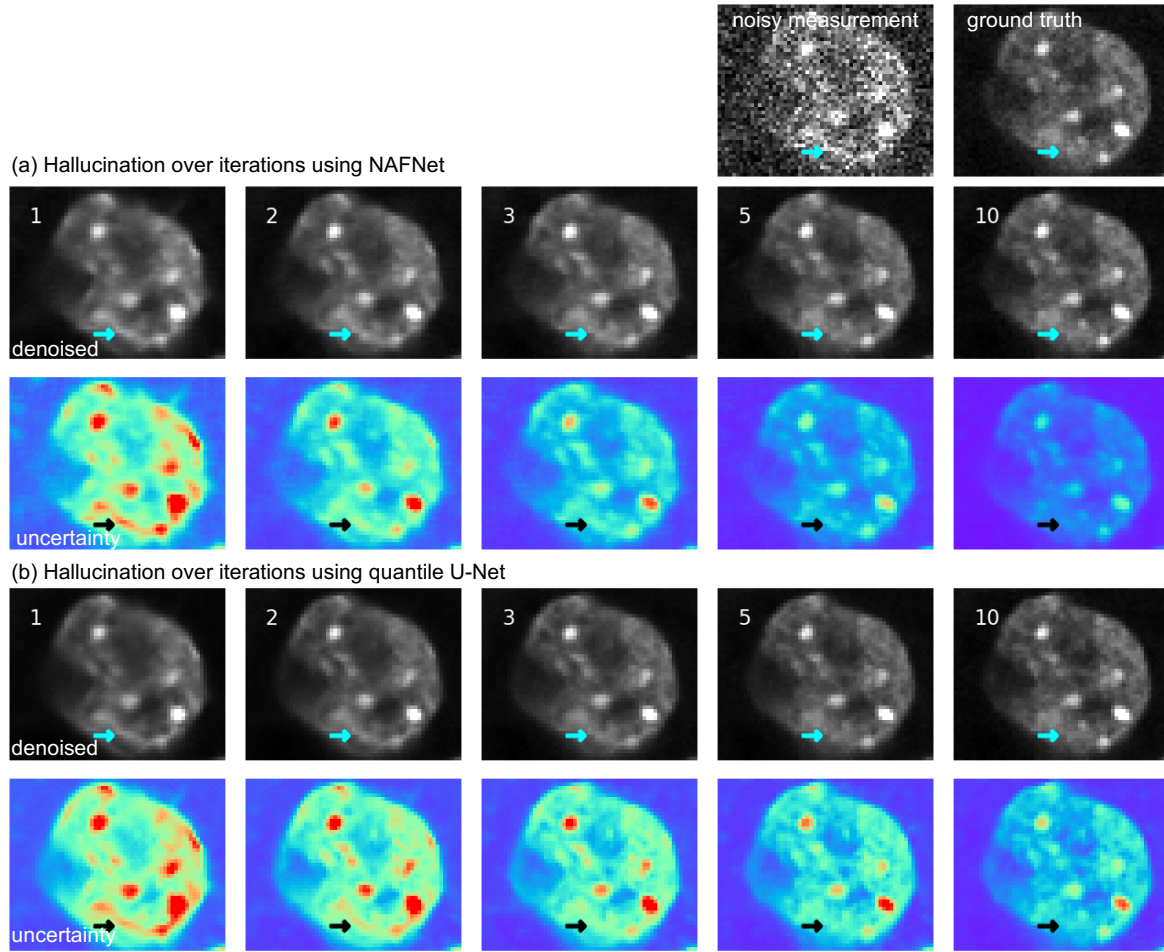 noisy measurement
ground truth
(a) Hallucination over iterations using NAFNet
1
2
3
5
10
denoised
uncertainty
(b) Hallucination over iterations using quantile U-Net
1
2
3
5
10
denoised
uncertainty